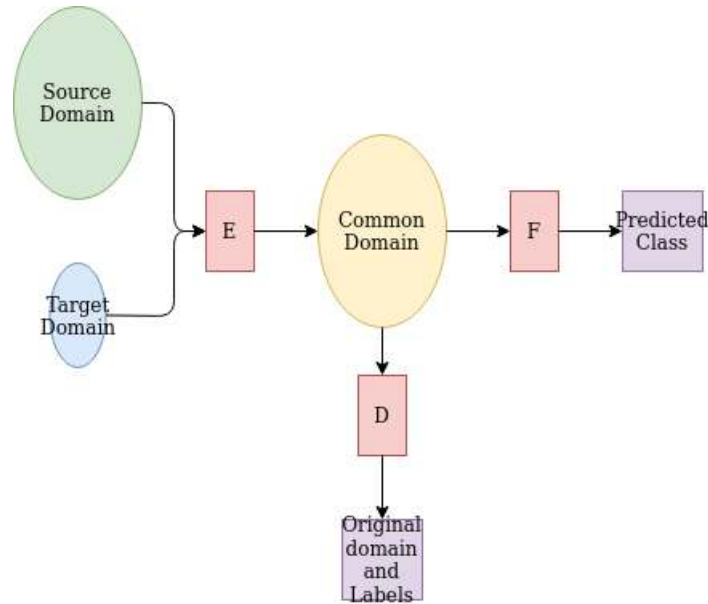 Source
Domain
Target
Domain
E
Common
Domain
F
Predicted
Class
D
Original
domain
and
Labels